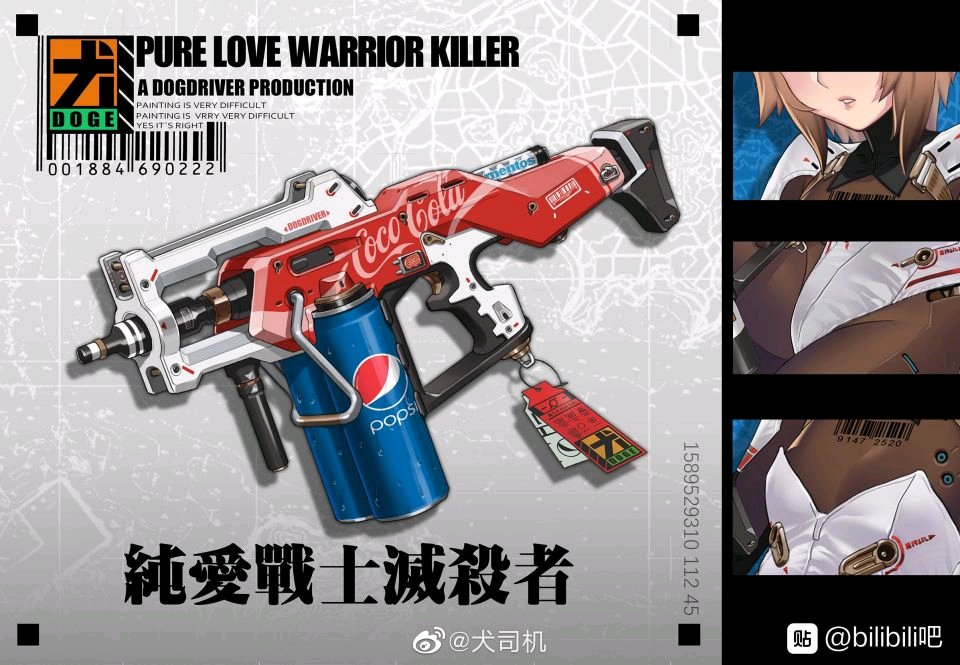 犬
DOGE
PURE LOVE WARRIOR KILLER
A DOGDRIVER PRODUCTION
PAINTING IS VERY DIFFICULT
PAINTING IS VRRY VERY DIFFICULT
YES IT`S RIGHT
001884 690222
mentos
DOGDRIVER
Coca Cola
popsi
犬
DOGE
1589529310 112 45
純愛戰士滅殺者
@犬司机
9147 2520
贴 @bilibili吧